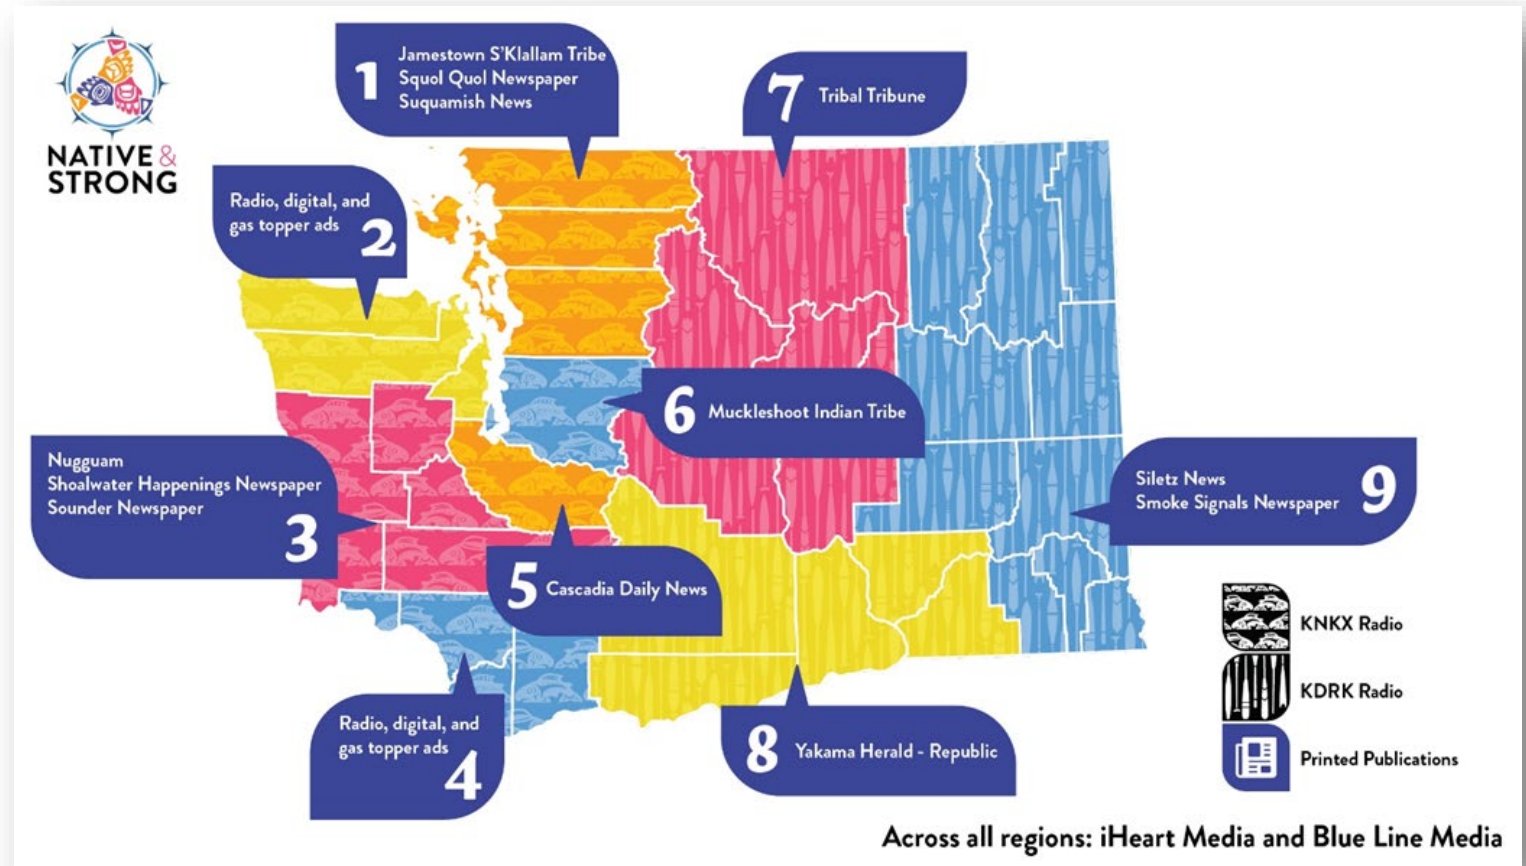 NATIVE &
STRONG
1
Jamestown S'Klallam Tribe
Squol Quol Newspaper
Suquamish News
7
Tribal Tribune
Radio, digital, and
gas topper ads
2
6
Muckleshoot Indian Tribe
Nugguam
Shoalwater Happenings Newspaper
Sounder Newspaper
3
Siletz News
Smoke Signals Newspaper
9
5
Cascadia Daily News
Radio, digital, and
gas topper ads
4
8
Yakama Herald - Republic
KNKX Radio
KDRK Radio
Printed Publications
Across all regions: iHeart Media and Blue Line Media